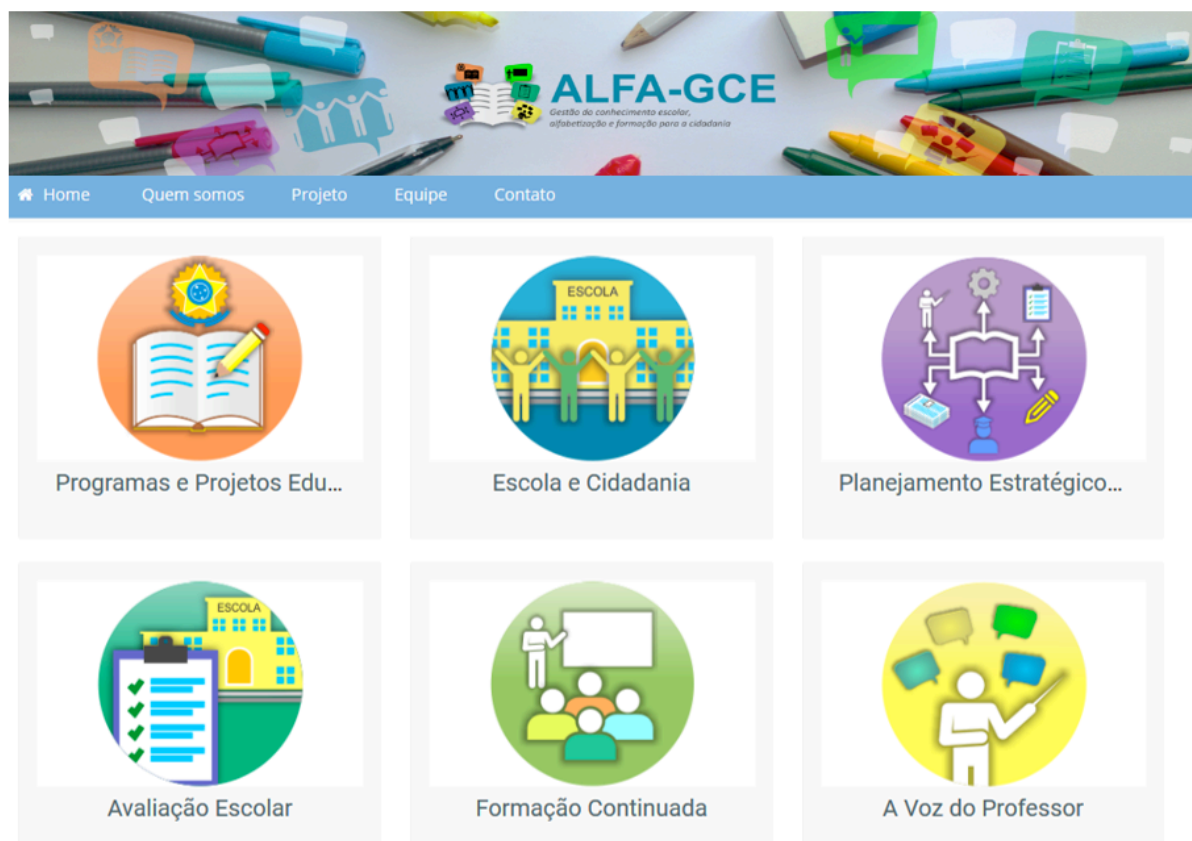 ALFA-GCE
Gestão do conhecimento escolar,
alfabetização e formação para a cidadania
Home Quem somos Projeto Equipe Contato
ESCOLA
Programas e Projetos Edu... Escola e Cidadania Planejamento Estratégico...
ESCOLA
Avaliação Escolar Formação Continuada A Voz do Professor